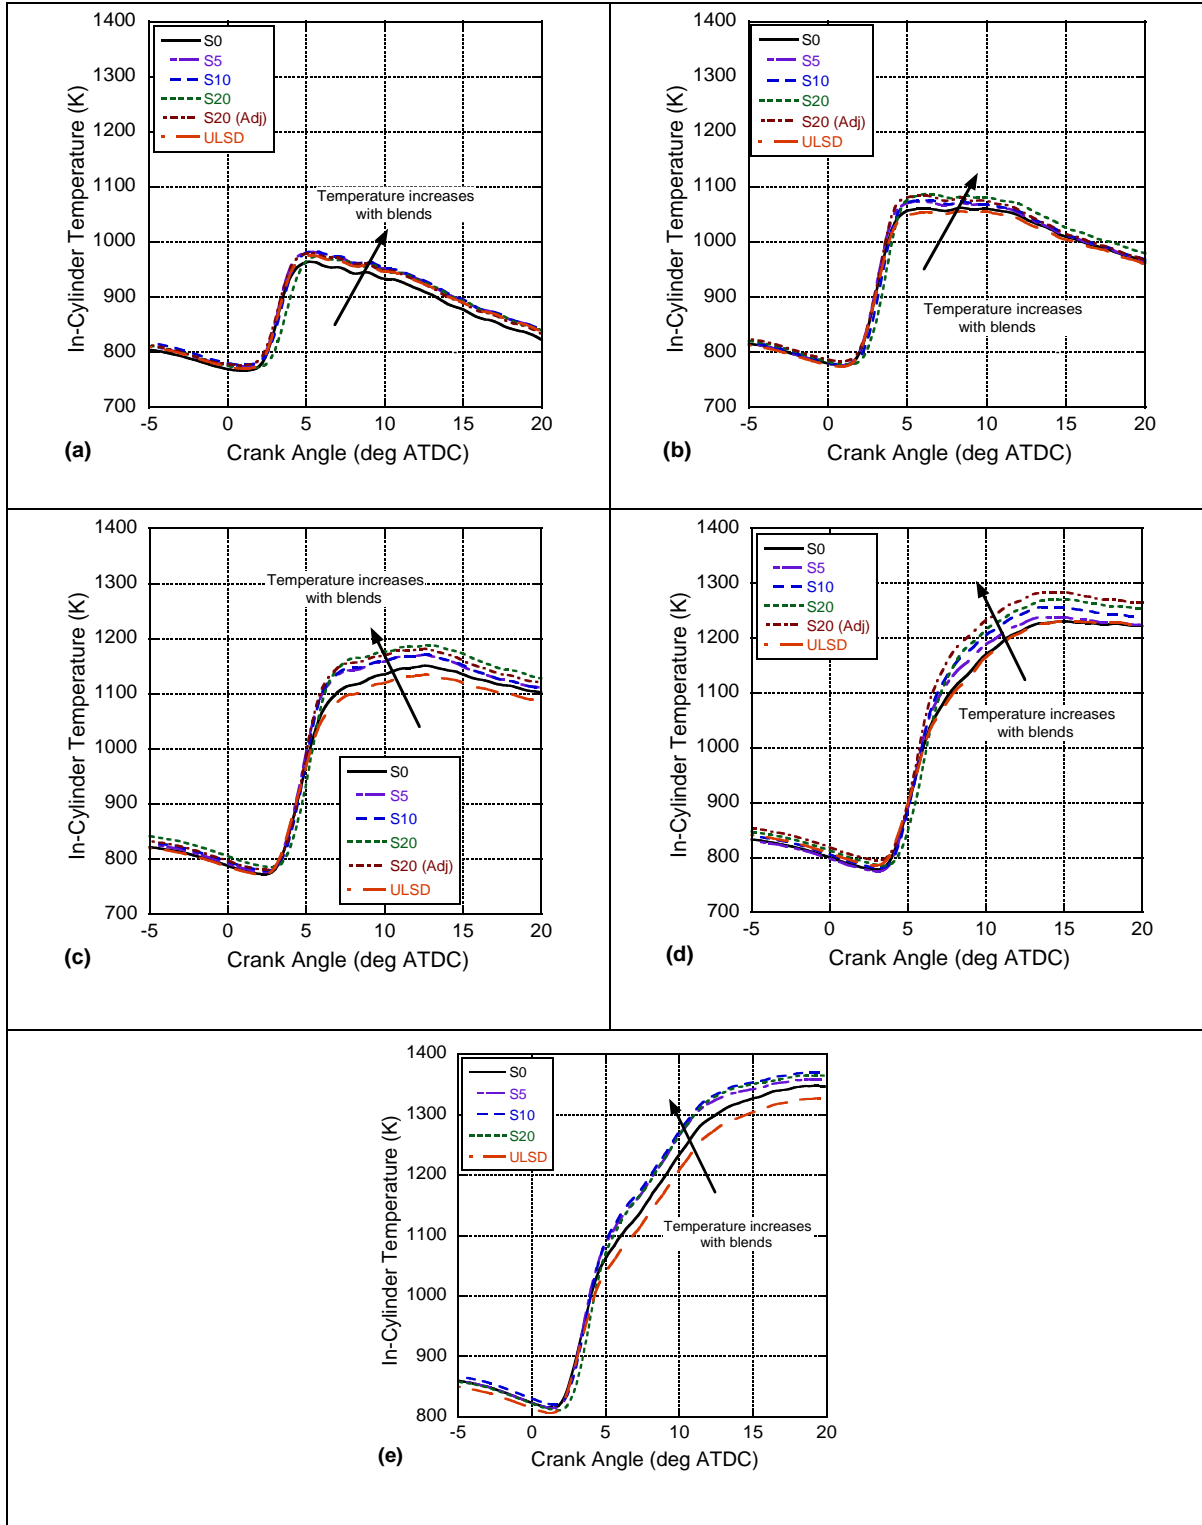 1400
1300
1200
1100
1000
900
800
700
-5
0
5
10
15
20
In-Cylinder Temperature (K)
Crank Angle (deg ATDC)
S0
S5
S10
S20
S20 (Adj)
ULSD
Temperature increases
with blends
(a)
1400
1300
1200
1100
1000
900
800
700
-5
0
5
10
15
20
In-Cylinder Temperature (K)
Crank Angle (deg ATDC)
S0
S5
S10
S20
S20 (Adj)
ULSD
Temperature increases
with blends
(b)
1400
1300
1200
1100
1000
900
800
700
-5
0
5
10
15
20
In-Cylinder Temperature (K)
Crank Angle (deg ATDC)
Temperature increases
with blends
S0
S5
S10
S20
S20 (Adj)
ULSD
(c)
1400
1300
1200
1100
1000
900
800
700
-5
0
5
10
15
20
In-Cylinder Temperature (K)
Crank Angle (deg ATDC)
S0
S5
S10
S20
S20 (Adj)
ULSD
Temperature increases
with blends
(d)
1400
1300
1200
1100
1000
900
800
-5
0
5
10
15
20
In-Cylinder Temperature (K)
Crank Angle (deg ATDC)
S0
S5
S10
S20
ULSD
Temperature increases
with blends
(e)